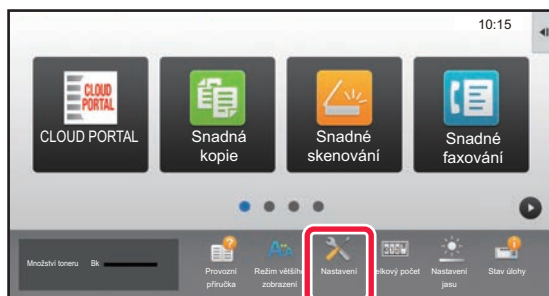 10:15
CLOUD
PORTAL
CLOUD PORTAL
Snadná
kopie
Snadné
skenování
Snadné
faxování
Množství toneru Bk
Provozní
příručka
Režim většího
zobrazení
Nastavení
elkový počet
Nastavení
jasu
Stav úlohy